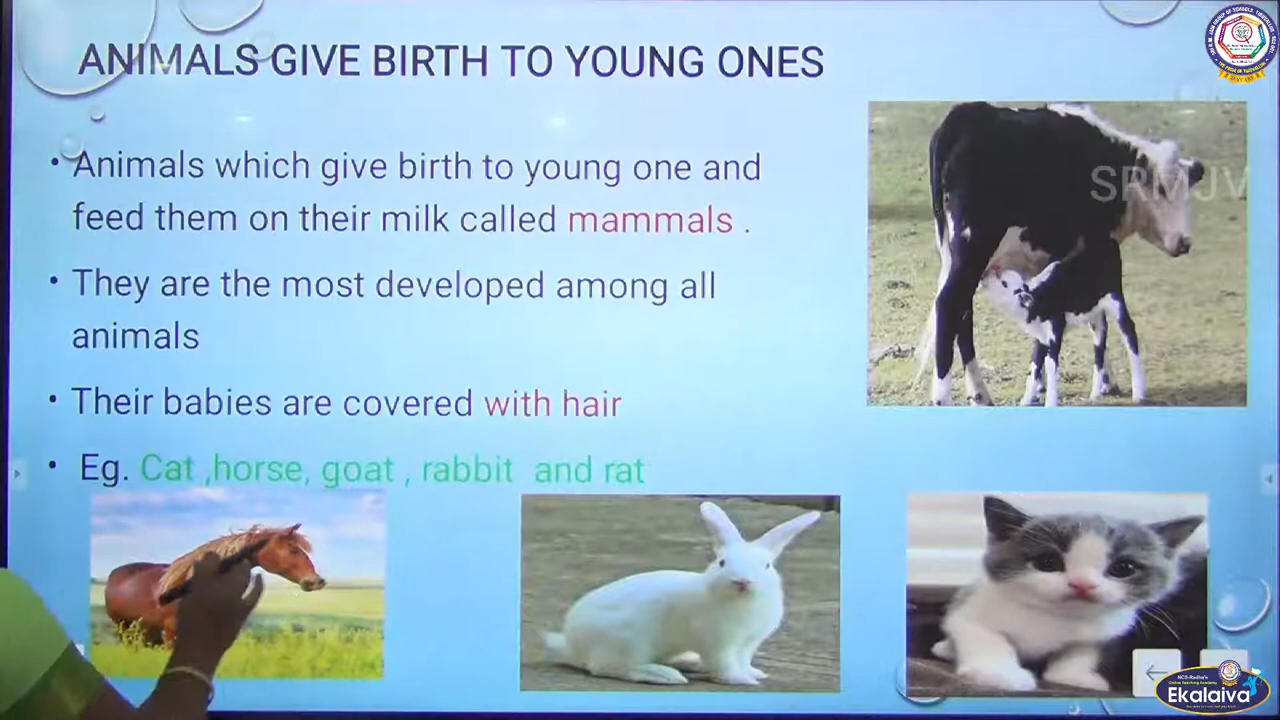 ANIMALS GIVE BIRTH TO YOUNG ONES
• Animals which give birth to young one and
feed them on their milk called mammals .
• They are the most developed among all
animals
• Their babies are covered with hair
• Eg. Cat ,horse, goat , rabbit and rat
SRMJV
Ekalaiva